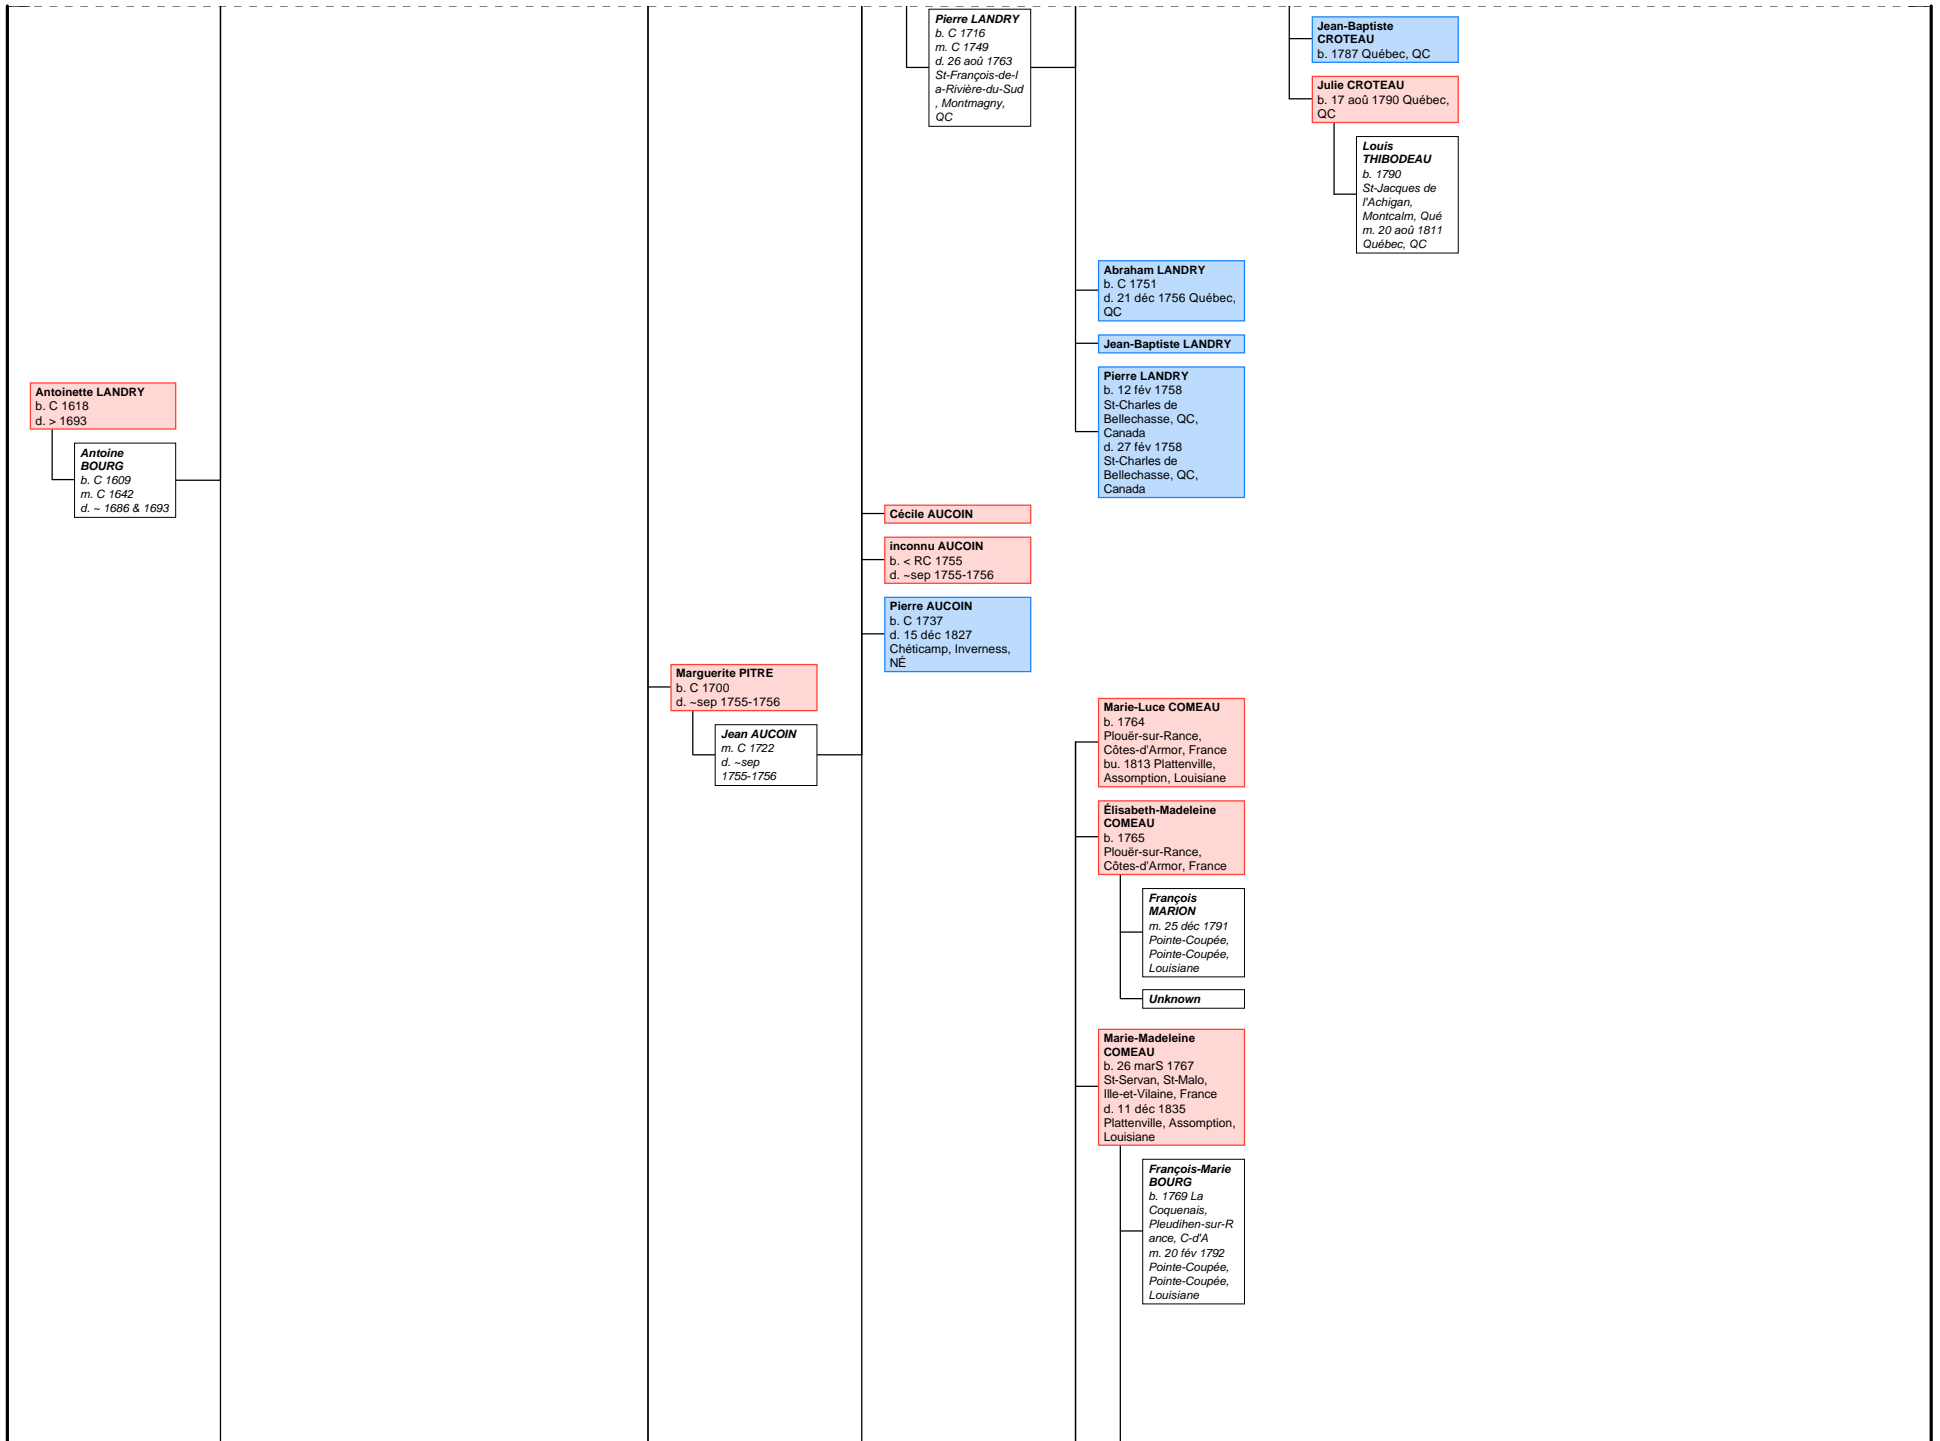 Pierre LANDRY
b. C 1716
m. C 1749
d. 26 aoû 1763
St-François-de-l
a-Rivière-du-Sud
, Montmagny,
QC
Jean-Baptiste
CROTEAU
b. 1787 Québec, QC
Julie CROTEAU
b. 17 aoû 1790 Québec,
QC
Louis
THIBODEAU
b. 1790
St-Jacques de
l'Achigan,
Montcalm, Qué
m. 20 aoû 1811
Québec, QC
Abraham LANDRY
b. C 1751
d. 21 déc 1756 Québec,
QC
Jean-Baptiste LANDRY
Pierre LANDRY
b. 12 fév 1758
St-Charles de
Bellechasse, QC,
Canada
d. 27 fév 1758
St-Charles de
Bellechasse, QC,
Canada
Antoinette LANDRY
b. C 1618
d. > 1693
Antoine
BOURG
b. C 1609
m. C 1642
d. ~ 1686 & 1693
Cécile AUCOIN
inconnu AUCOIN
b. < RC 1755
d. ~sep 1755-1756
Pierre AUCOIN
b. C 1737
d. 15 déc 1827
Chéticamp, Inverness,
NÉ
Marguerite PITRE
b. C 1700
d. ~sep 1755-1756
Jean AUCOIN
m. C 1722
d. ~sep
1755-1756
Marie-Luce COMEAU
b. 1764
Plouër-sur-Rance,
Côtes-d'Armor, France
bu. 1813 Plattenville,
Assomption, Louisiane
Élisabeth-Madeleine
COMEAU
b. 1765
Plouër-sur-Rance,
Côtes-d'Armor, France
François
MARION
m. 25 déc 1791
Pointe-Coupée,
Pointe-Coupée,
Louisiane
Unknown
Marie-Madeleine
COMEAU
b. 26 marS 1767
St-Servan, St-Malo,
Ille-et-Vilaine, France
d. 11 déc 1835
Plattenville, Assomption,
Louisiane
François-Marie
BOURG
b. 1769 La
Coquenais,
Pleudihen-sur-R
ance, C-d'A
m. 20 fév 1792
Pointe-Coupée,
Pointe-Coupée,
Louisiane